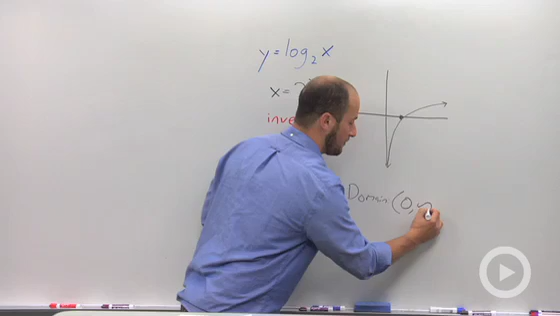 y = log₂ x
x =
inve
Domain (0,